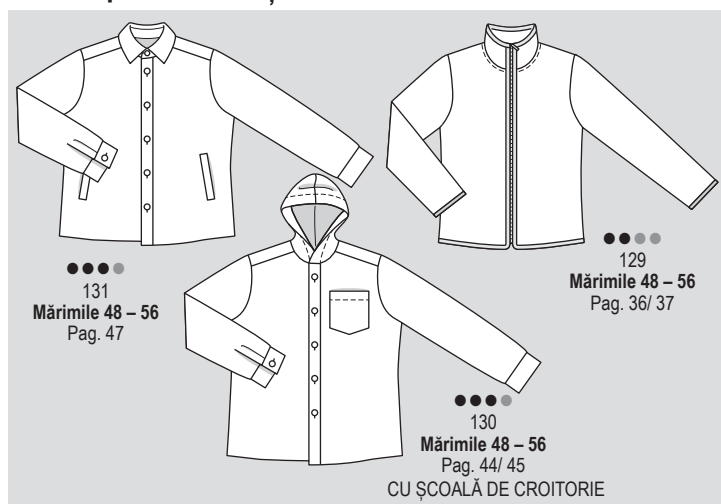 131
Mărimile 48 – 56
Pag. 47
129
Mărimile 48 – 56
Pag. 36/ 37
130
Mărimile 48 – 56
Pag. 44/ 45
CU ȘCOALĂ DE CROITORIE